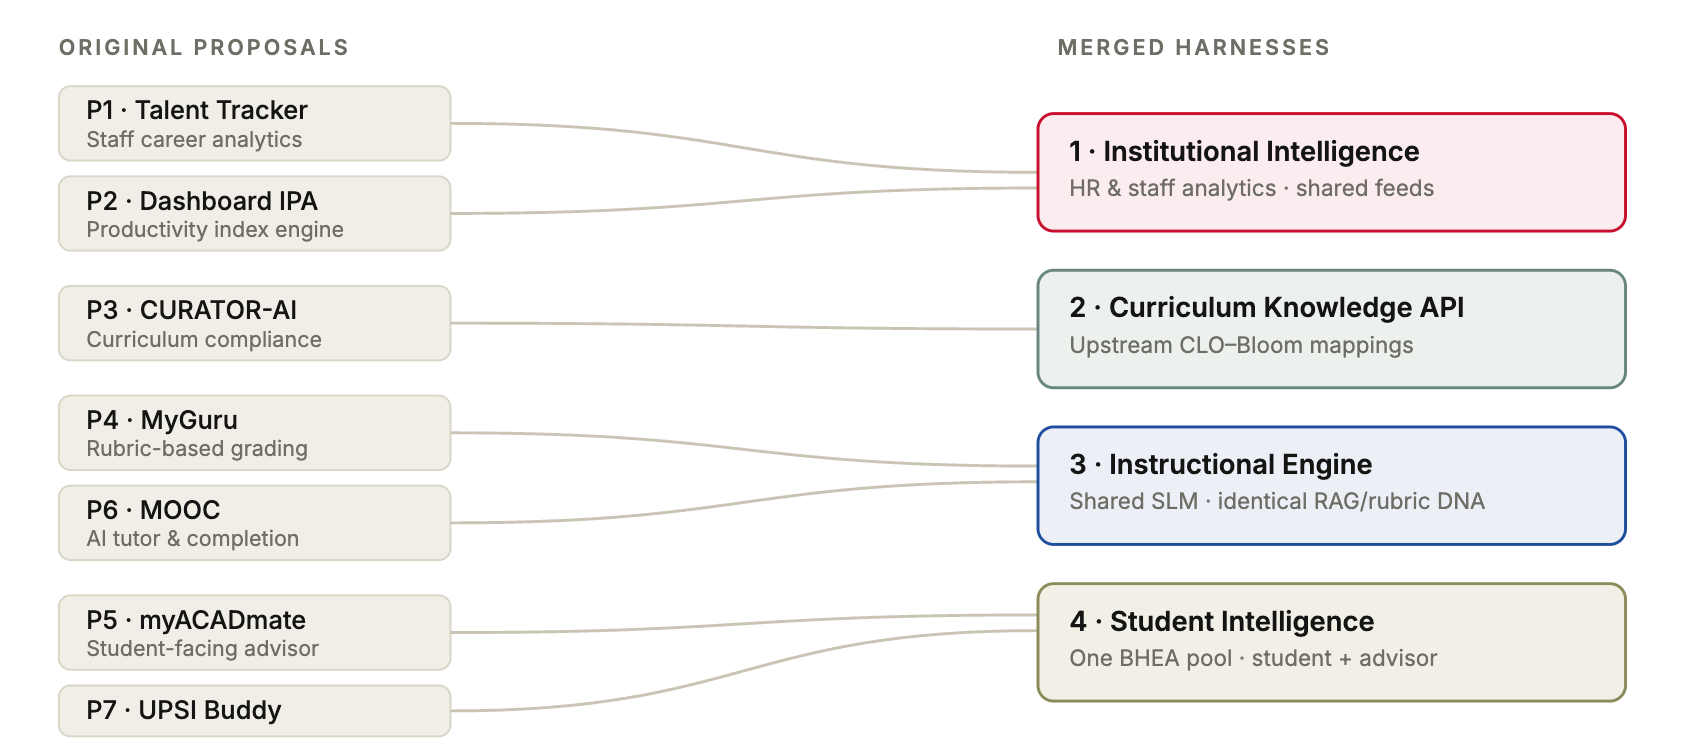 ORIGINAL PROPOSALS
P1 · Talent Tracker
Staff career analytics
P2 · Dashboard IPA
Productivity index engine
P3 · CURATOR-AI
Curriculum compliance
P4 · MyGuru
Rubric-based grading
P6 · MOOC
AI tutor & completion
P5 · myACADmate
Student-facing advisor
P7 · UPSI Buddy
MERGED HARNESSES
1 · Institutional Intelligence
HR & staff analytics · shared feeds
2 · Curriculum Knowledge API
Upstream CLO–Bloom mappings
3 · Instructional Engine
Shared SLM · identical RAG/rubric DNA
4 · Student Intelligence
One BHEA pool · student + advisor